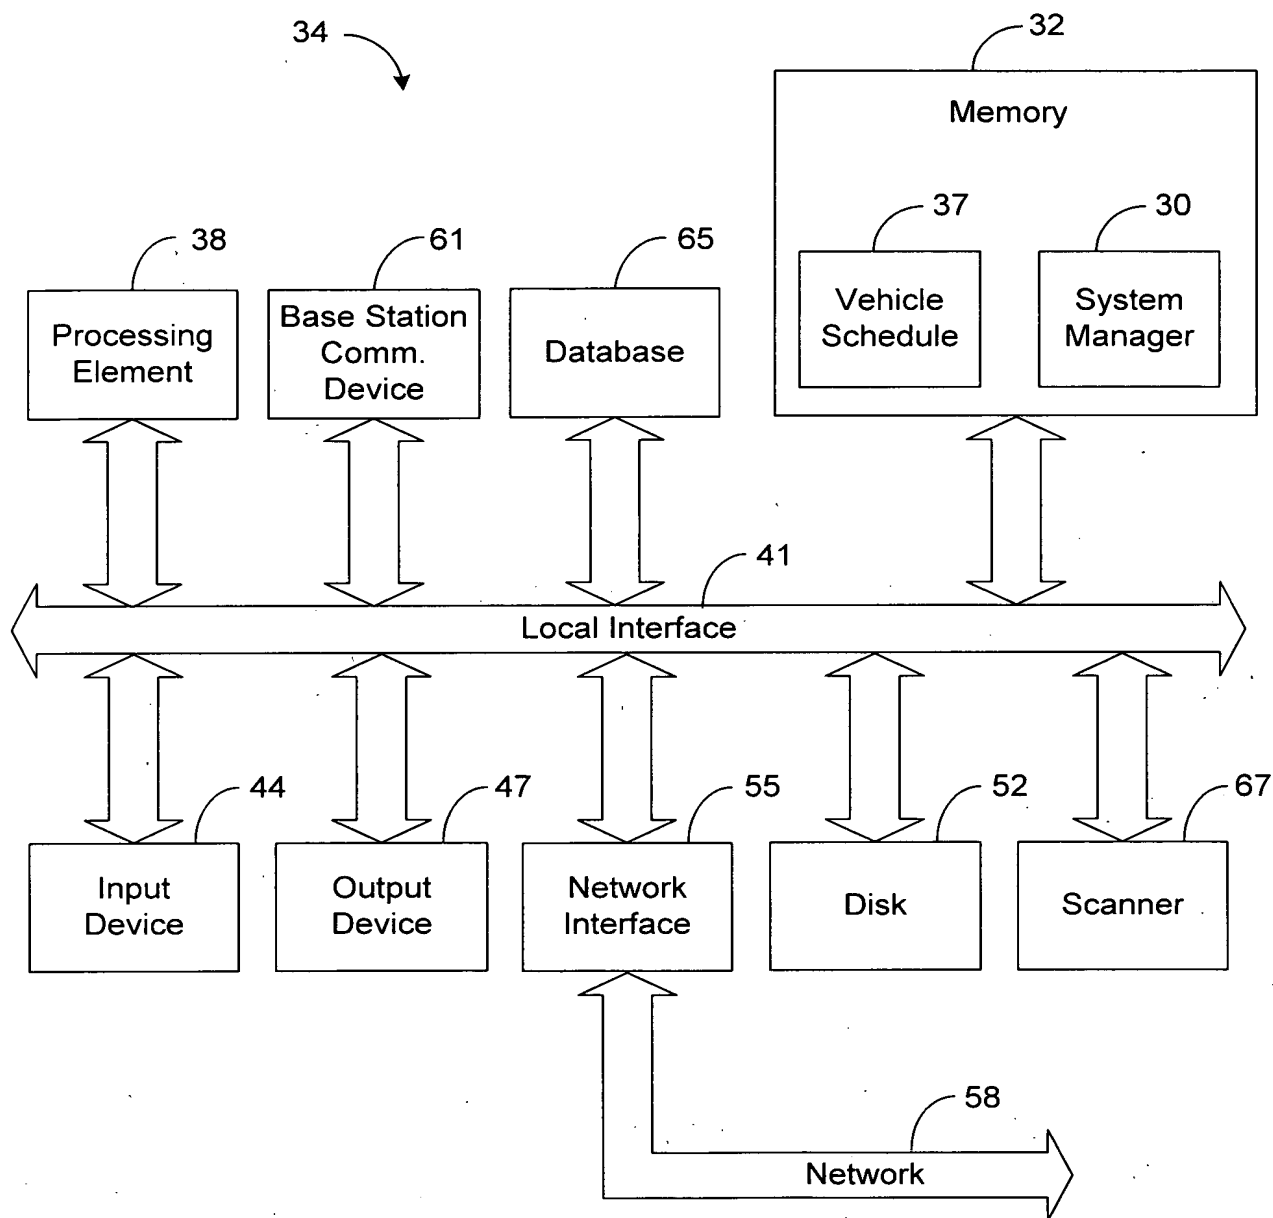 34
32
Memory
37
30
Vehicle
Schedule
System
Manager
38
61
65
Processing
Element
Base Station
Comm.
Device
Database
41
Local Interface
44
47
55
52
67
Input
Device
Output
Device
Network
Interface
Disk
Scanner
58
Network